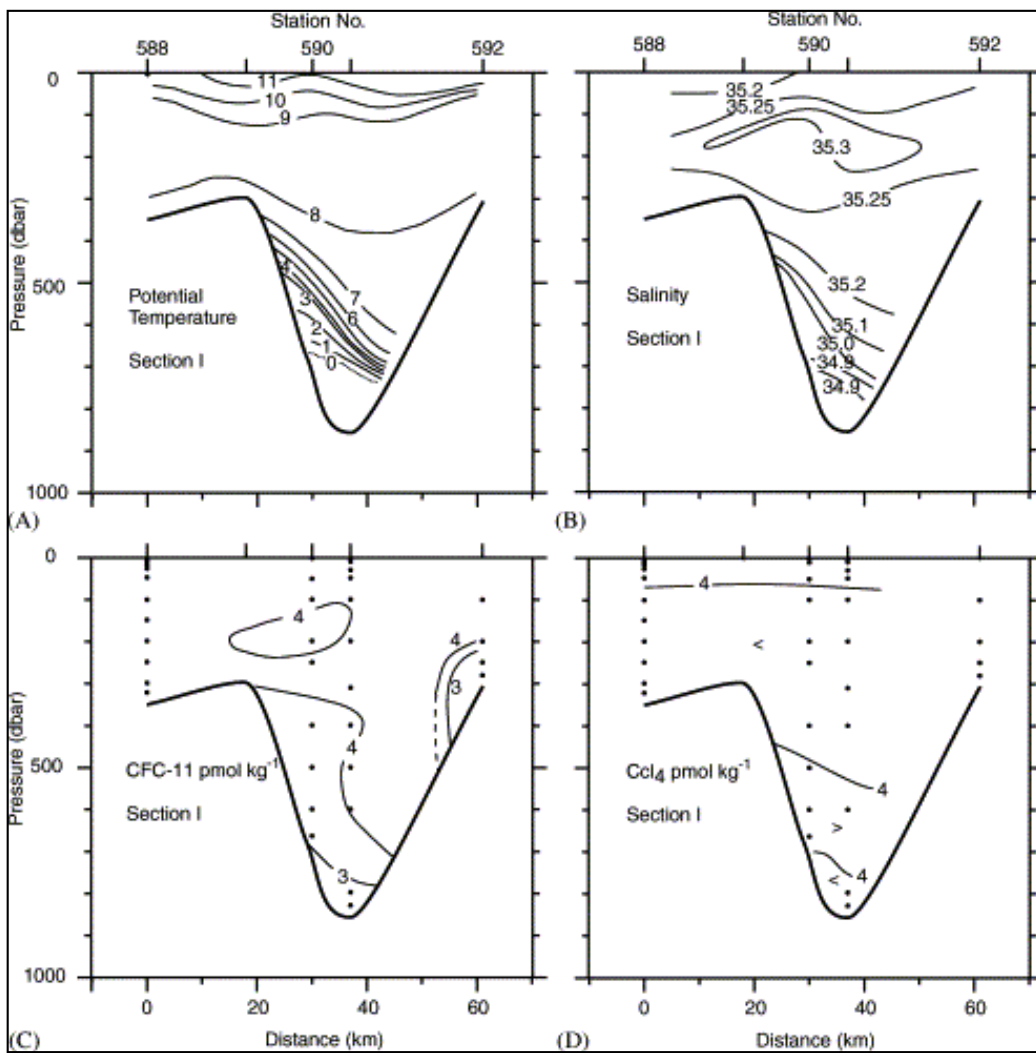 Station No.
588 590 592
Station No.
588 590 592
0
500
1000
Pressure (dbar)
11
10
9
8
7
6
4
3
2
~1
0
Potential
Temperature
Section I
(A)
35.2
35.25
35.3
35.25
35.2
35.1
35.0
34.9
34.9
Salinity
Section I
(B)
0
500
1000
Pressure (dbar)
4
4
3
4
3
CFC-11 pmol kg⁻¹
Section I
0 20 40 60
(C) Distance (km)
4
<
4
>
4
<
Ccl₄ pmol kg⁻¹
Section I
0 20 40 60
(D) Distance (km)